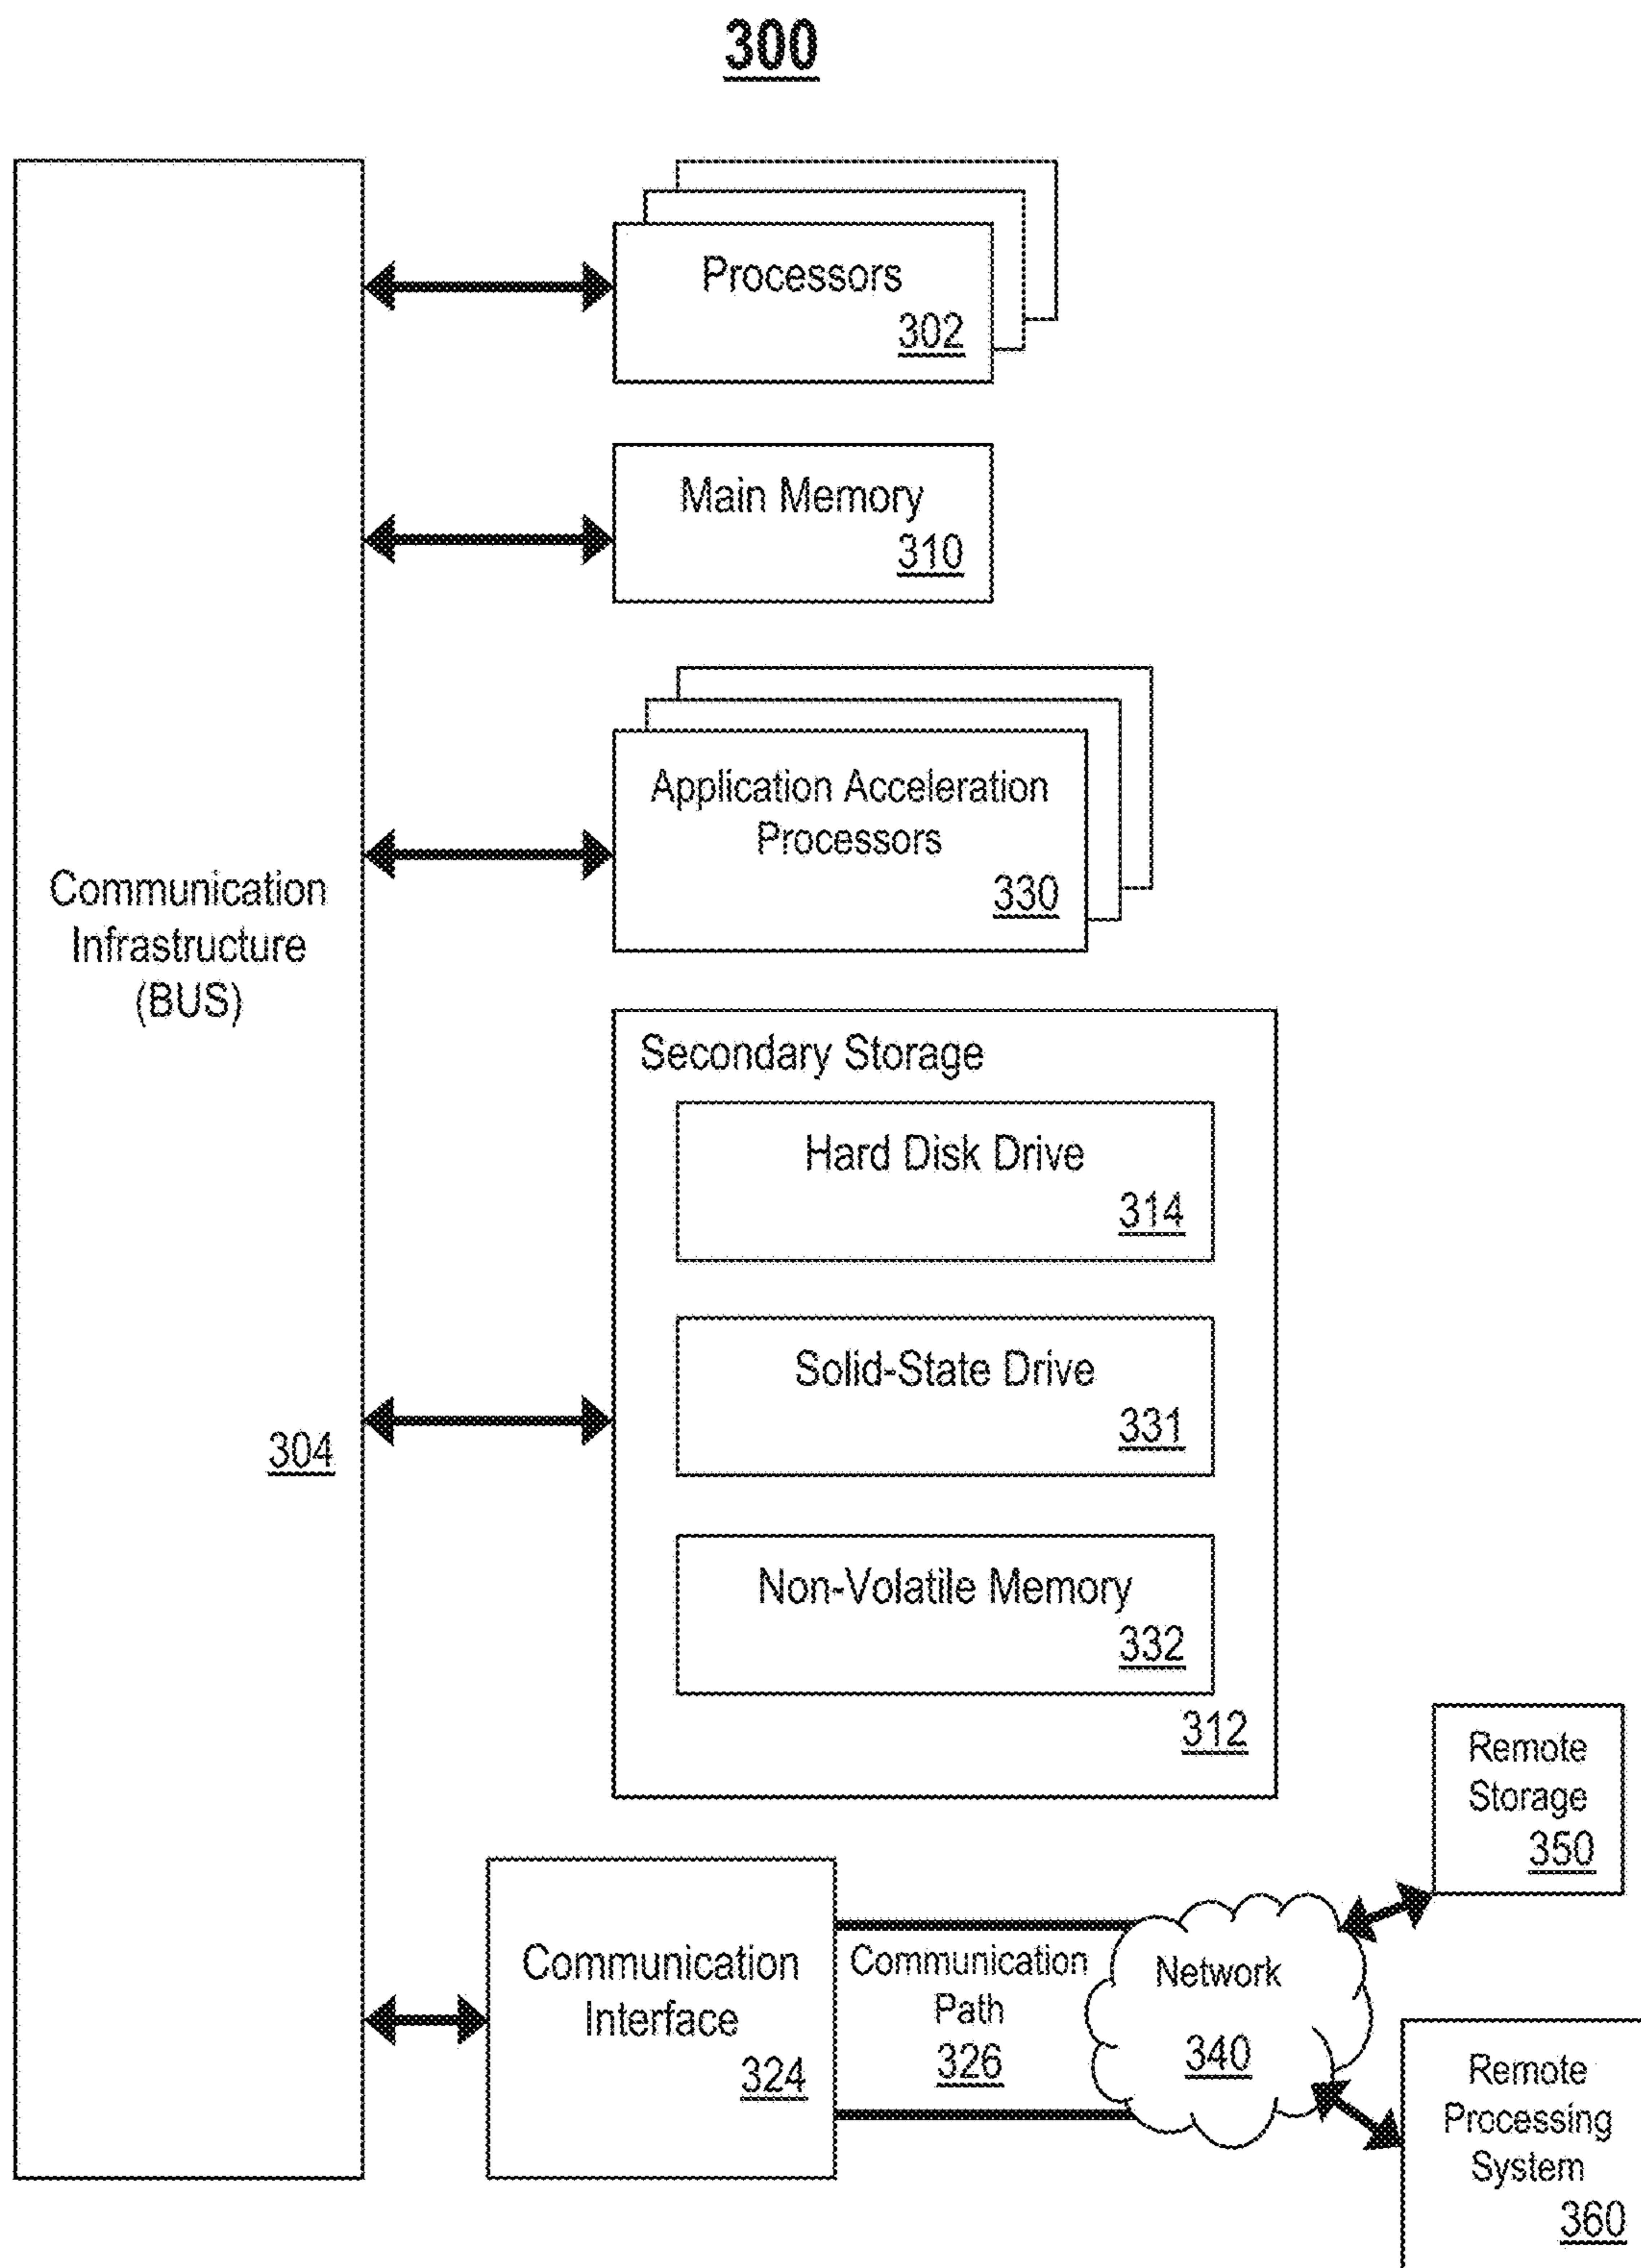 300
Processors
302
Main Memory
310
Application Acceleration
Processors
330
Communication
Infrastructure
(BUS)
304
Secondary Storage
Hard Disk Drive
314
Solid-State Drive
331
Non-Volatile Memory
332
312
Remote
Storage
350
Communication
Interface
324
Communication
Path
326
Network
340
Remote
Processing
System
360